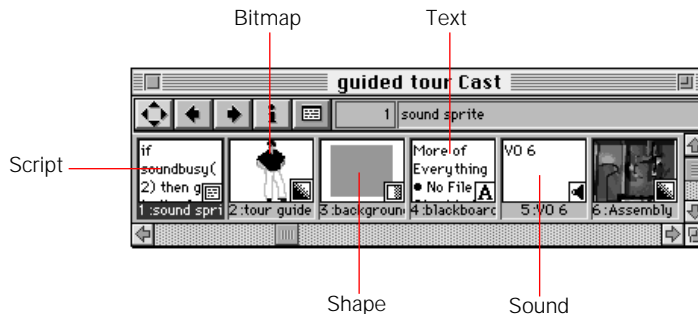 Bitmap Text
guided tour Cast
1 sound sprite
Script
if
soundbusy(
2) then g
1:sound spri
2:tour guide
3:backgroun
More of
Everything
• No File
A
4:blackboarc
VO 6
5:VO 6
6:Assembly
Shape Sound